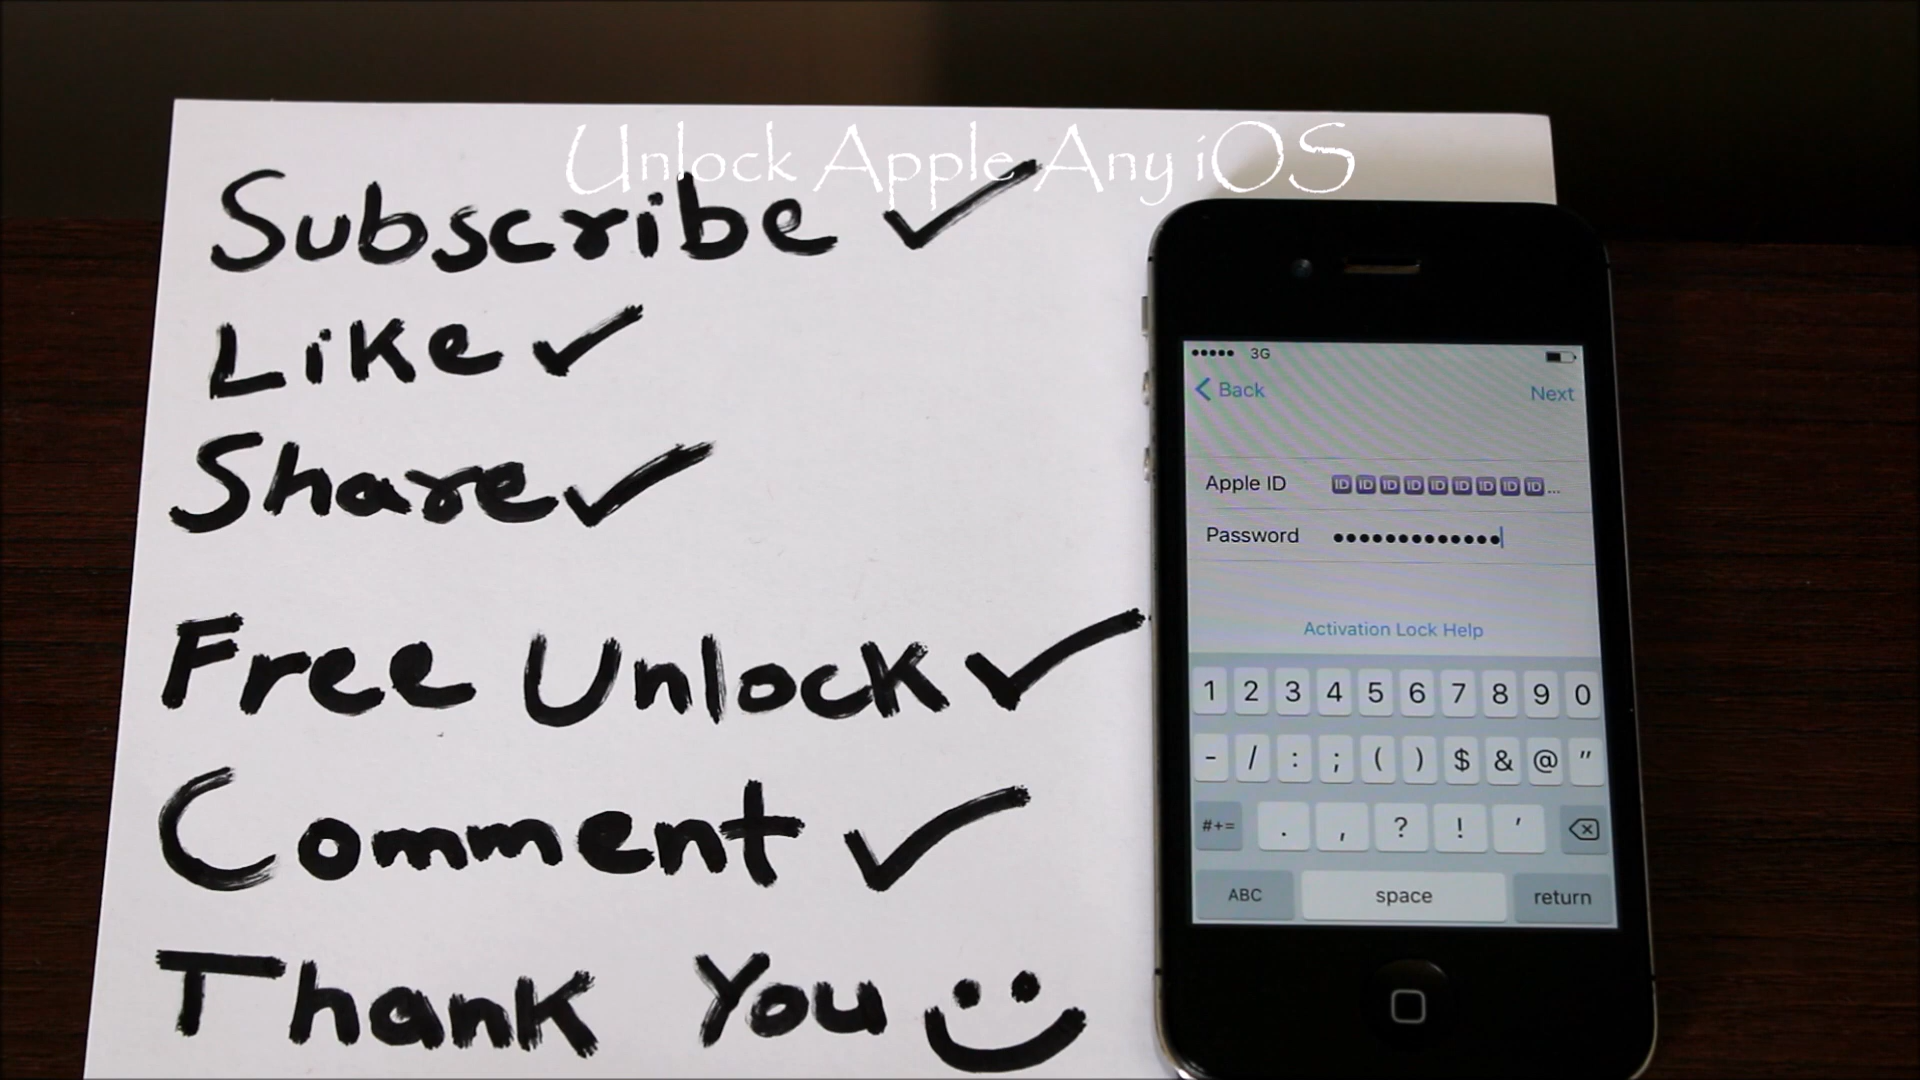 Unlock Apple Any iOS
Subscribe ✓
Like ✓
Share ✓
Free Unlock ✓
Comment ✓
Thank You
3G
Back Next
Apple ID 🆔🆔🆔🆔🆔🆔🆔🆔🆔...
Password •••••••••••••
Activation Lock Help
1 2 3 4 5 6 7 8 9 0
- / : ; ( ) $ & @ "
#+= . , ? ! '
ABC space return